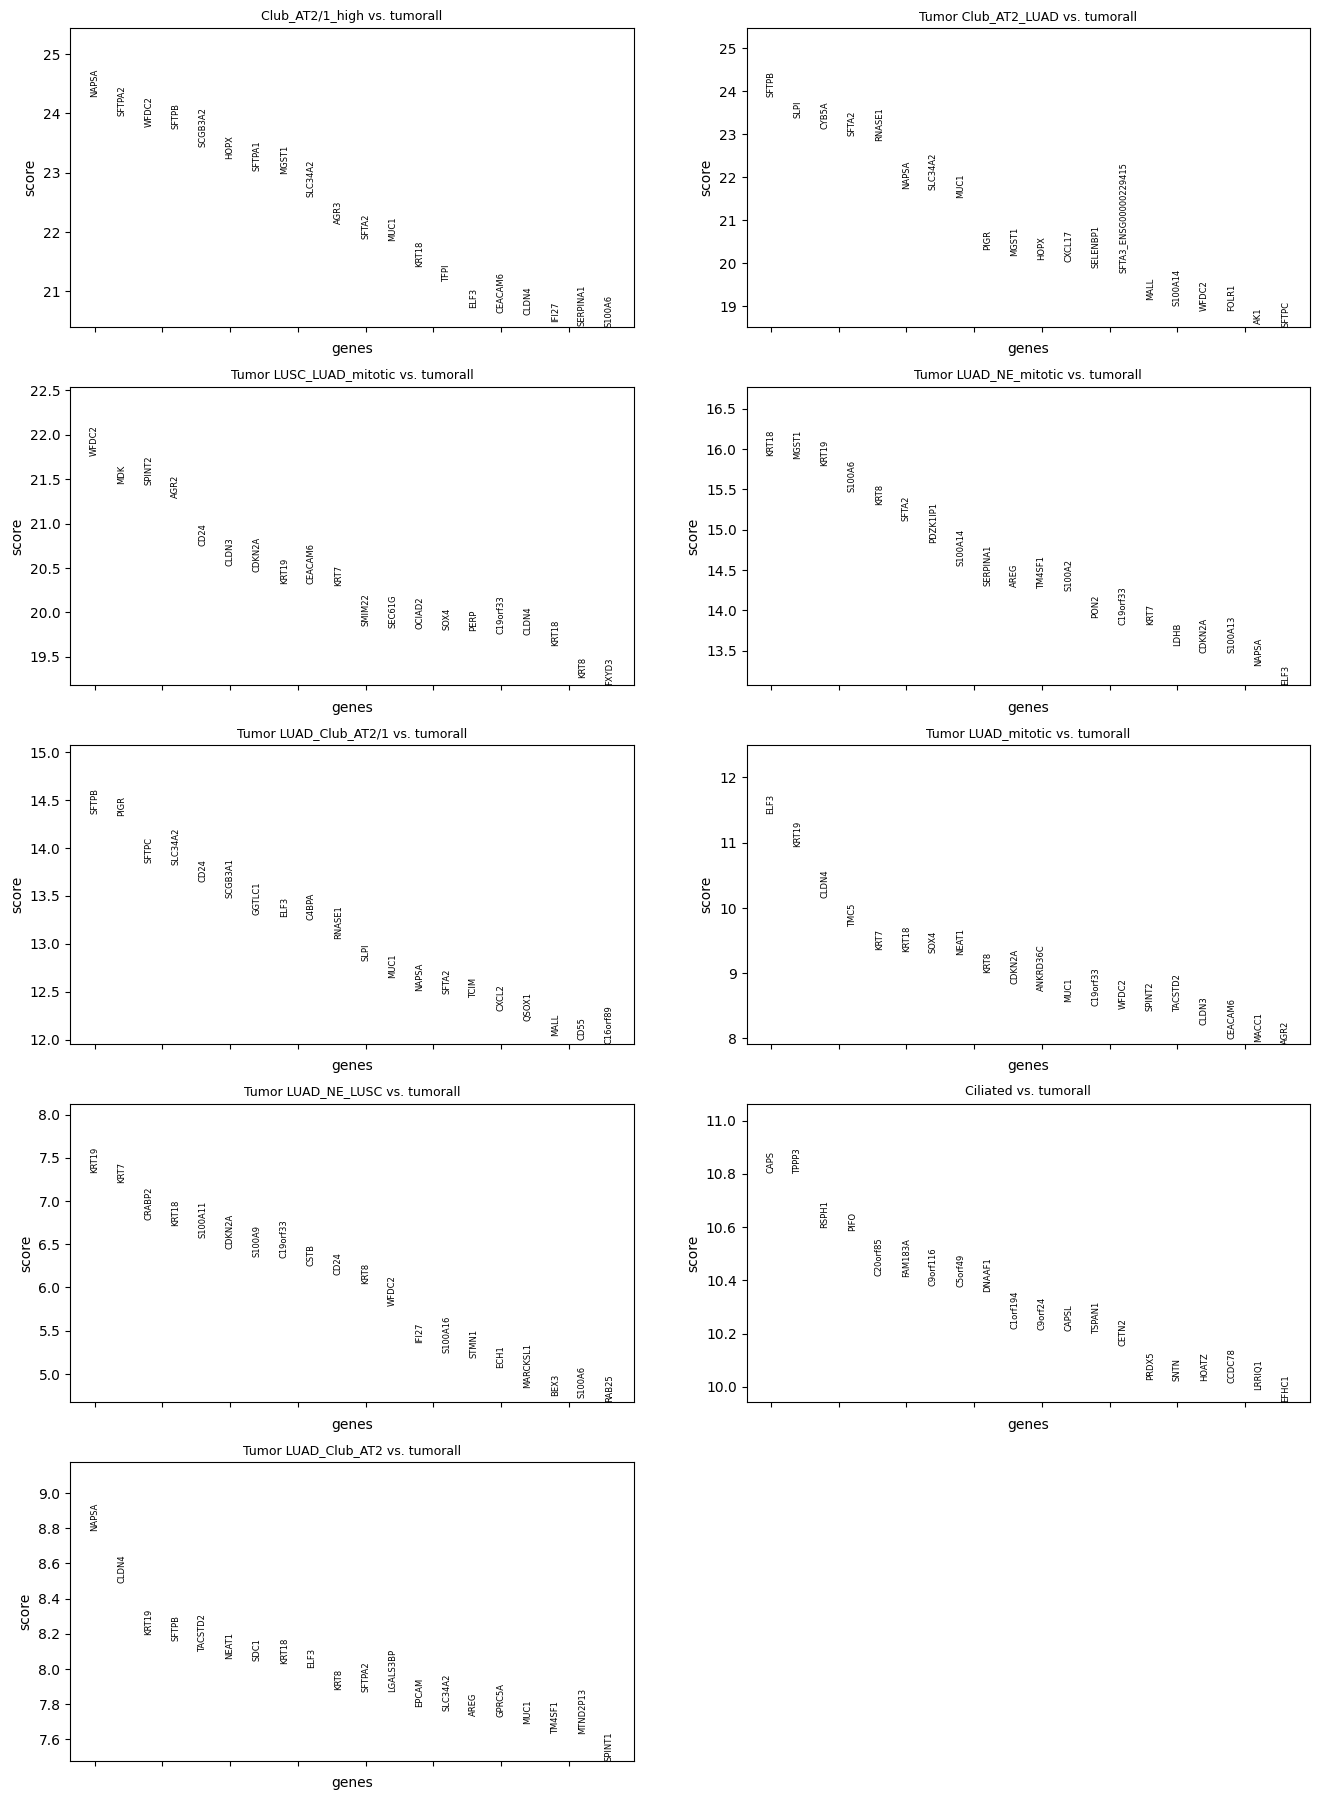 Club_AT2/1_high vs. tumorall
score
25
24
23
22
21
NAPSA
SFTPA2
WFDC2
SFTPB
SCGB3A2
HOPX
SFTPA1
MGST1
SLC34A2
AGR3
SFTA2
MUC1
KRT18
TFPI
ELF3
CEACAM6
CLDN4
IFI27
SERPINA1
S100A6
genes
Tumor Club_AT2_LUAD vs. tumorall
score
25
24
23
22
21
20
19
SFTPB
SLPI
CYB5A
SFTA2
RNASE1
NAPSA
SLC34A2
MUC1
PIGR
MGST1
HOPX
CXCL17
SELENBP1
SFTA3_ENSG00000229415
MALL
S100A14
WFDC2
FOLR1
AK1
SFTPC
genes
Tumor LUSC_LUAD_mitotic vs. tumorall
score
22.5
22.0
21.5
21.0
20.5
20.0
19.5
WFDC2
MDK
SPINT2
AGR2
CD24
CLDN3
CDKN2A
KRT19
CEACAM6
KRT7
SMIM22
SEC61G
OCIAD2
SOX4
PERP
C19orf33
CLDN4
KRT18
KRT8
FXYD3
genes
Tumor LUAD_NE_mitotic vs. tumorall
score
16.5
16.0
15.5
15.0
14.5
14.0
13.5
KRT18
MGST1
KRT19
S100A6
KRT8
SFTA2
PDZK1IP1
S100A14
SERPINA1
AREG
TM4SF1
S100A2
PON2
C19orf33
KRT7
LDHB
CDKN2A
S100A13
NAPSA
ELF3
genes
Tumor LUAD_Club_AT2/1 vs. tumorall
score
15.0
14.5
14.0
13.5
13.0
12.5
12.0
SFTPB
PIGR
SFTPC
SLC34A2
CD24
SCGB3A1
GGTLC1
ELF3
C4BPA
RNASE1
SLPI
MUC1
NAPSA
SFTA2
TCIM
CXCL2
QSOX1
MALL
CD55
C16orf89
genes
Tumor LUAD_mitotic vs. tumorall
score
12
11
10
9
8
ELF3
KRT19
CLDN4
TMC5
KRT7
KRT18
SOX4
NEAT1
KRT8
CDKN2A
ANKRD36C
MUC1
C19orf33
WFDC2
SPINT2
TACSTD2
CLDN3
CEACAM6
MACC1
AGR2
genes
Tumor LUAD_NE_LUSC vs. tumorall
score
8.0
7.5
7.0
6.5
6.0
5.5
5.0
KRT19
KRT7
CRABP2
KRT18
S100A11
CDKN2A
S100A9
C19orf33
CSTB
CD24
KRT8
WFDC2
IFI27
S100A16
STMN1
ECH1
MARCKSL1
BEX3
S100A6
RAB25
genes
Ciliated vs. tumorall
score
11.0
10.8
10.6
10.4
10.2
10.0
CAPS
TPPP3
RSPH1
PIFO
C20orf85
FAM183A
C9orf116
C5orf49
DNAAF1
C1orf194
C9orf24
CAPSL
TSPAN1
CETN2
PRDX5
SNTN
HOATZ
CCDC78
LRRIQ1
EFHC1
genes
Tumor LUAD_Club_AT2 vs. tumorall
score
9.0
8.8
8.6
8.4
8.2
8.0
7.8
7.6
NAPSA
CLDN4
KRT19
SFTPB
TACSTD2
NEAT1
SDC1
KRT18
ELF3
KRT8
SFTPA2
LGALS3BP
EPCAM
SLC34A2
AREG
GPRC5A
MUC1
TM4SF1
MTND2P13
SPINT1
genes